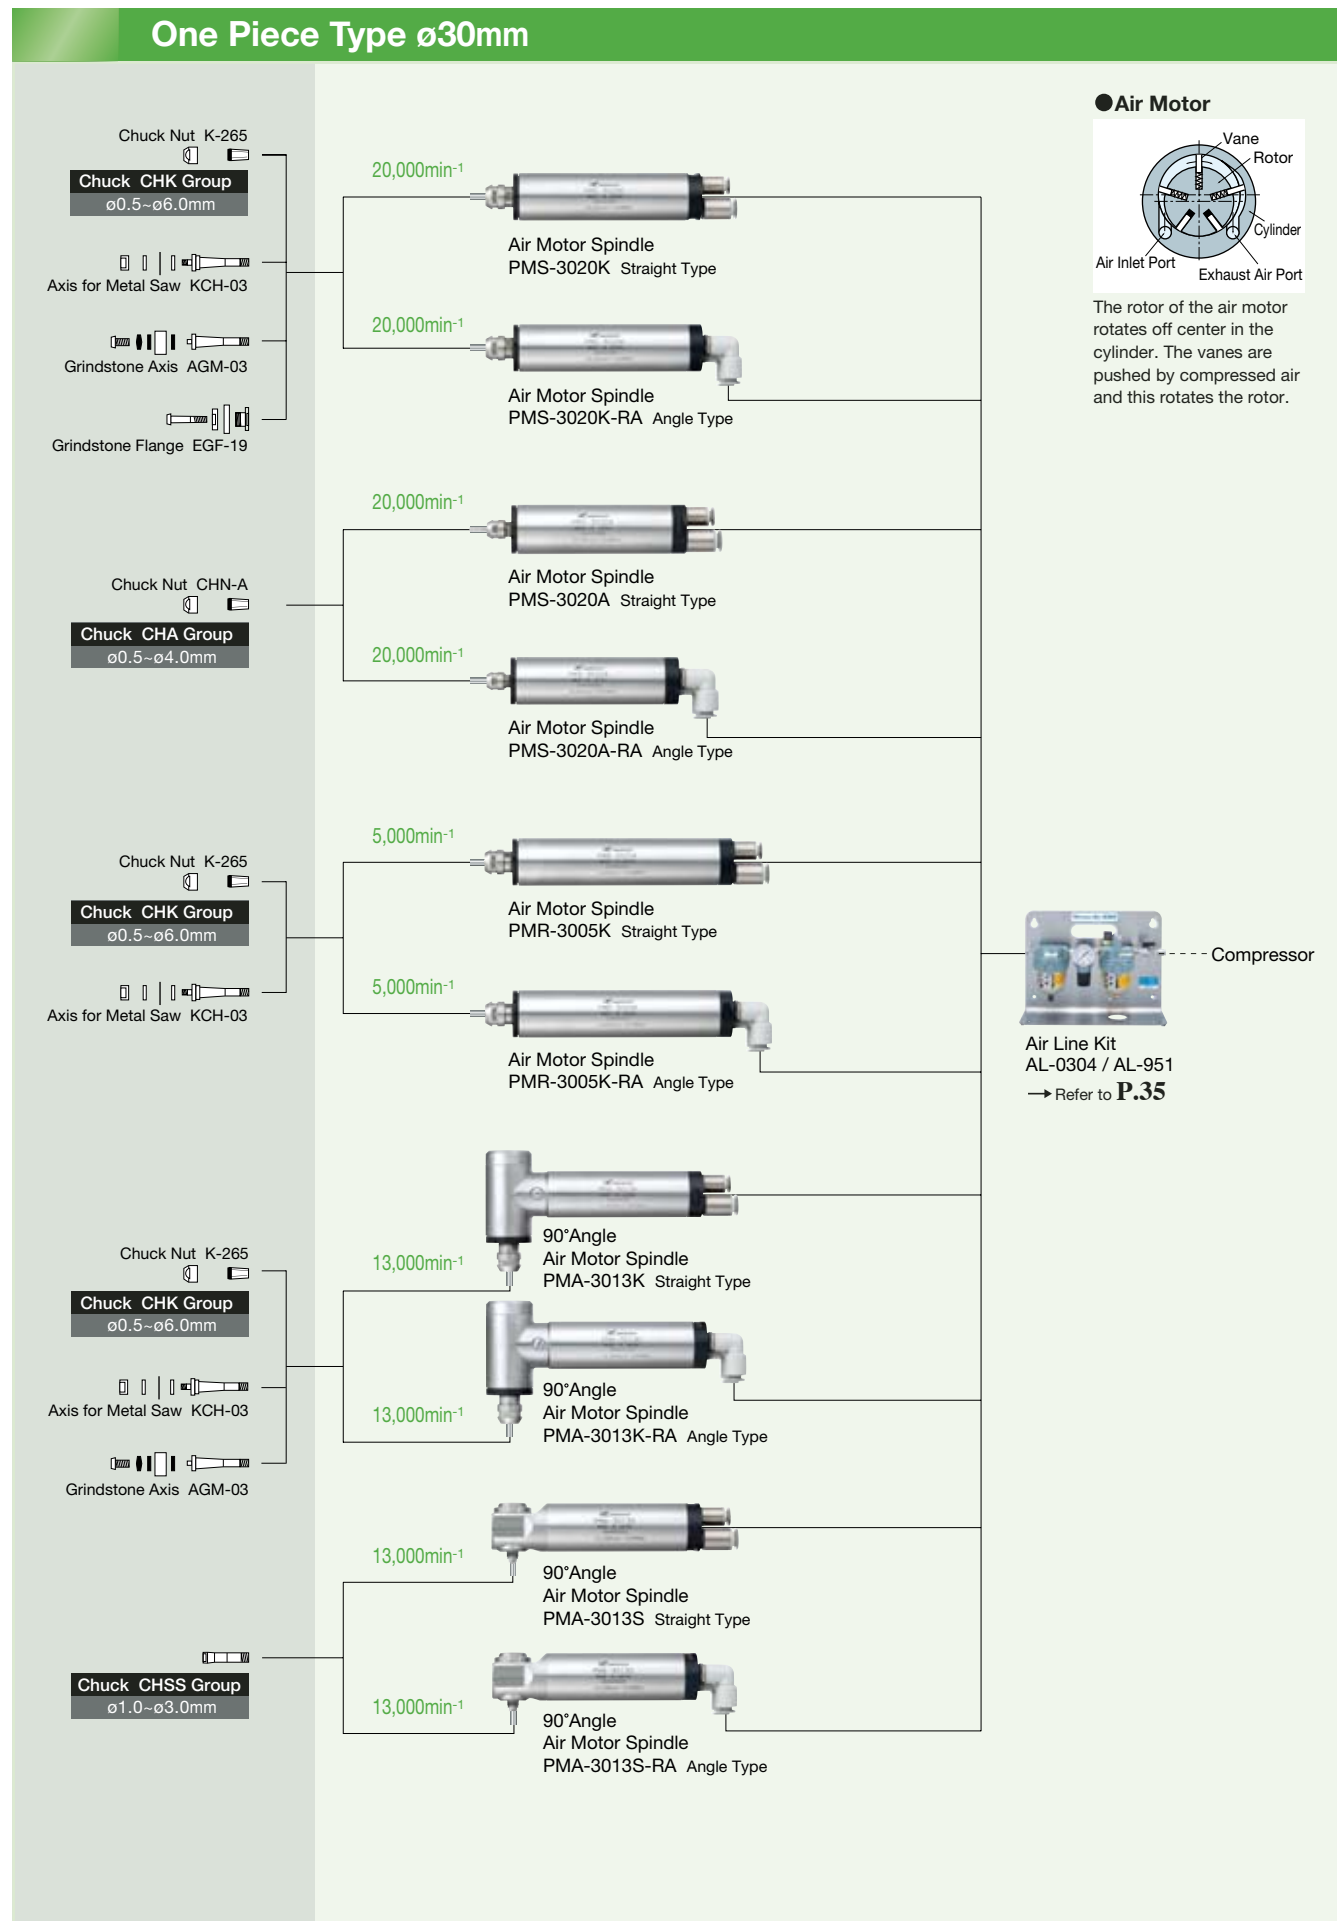 One Piece Type ø30mm
Chuck Nut K-265
Chuck CHK Group
ø0.5~ø6.0mm
Axis for Metal Saw KCH-03
Grindstone Axis AGM-03
Grindstone Flange EGF-19
20,000min-1
Air Motor Spindle
PMS-3020K Straight Type
20,000min-1
Air Motor Spindle
PMS-3020K-RA Angle Type
●Air Motor
Vane
Rotor
Cylinder
Air Inlet Port
Exhaust Air Port
The rotor of the air motor
rotates off center in the
cylinder. The vanes are
pushed by compressed air
and this rotates the rotor.
Chuck Nut CHN-A
Chuck CHA Group
ø0.5~ø4.0mm
20,000min-1
Air Motor Spindle
PMS-3020A Straight Type
20,000min-1
Air Motor Spindle
PMS-3020A-RA Angle Type
Chuck Nut K-265
Chuck CHK Group
ø0.5~ø6.0mm
Axis for Metal Saw KCH-03
5,000min-1
Air Motor Spindle
PMR-3005K Straight Type
5,000min-1
Air Motor Spindle
PMR-3005K-RA Angle Type
Compressor
Air Line Kit
AL-0304 / AL-951
→ Refer to P.35
Chuck Nut K-265
Chuck CHK Group
ø0.5~ø6.0mm
Axis for Metal Saw KCH-03
Grindstone Axis AGM-03
13,000min-1
90°Angle
Air Motor Spindle
PMA-3013K Straight Type
13,000min-1
90°Angle
Air Motor Spindle
PMA-3013K-RA Angle Type
Chuck CHSS Group
ø1.0~ø3.0mm
13,000min-1
90°Angle
Air Motor Spindle
PMA-3013S Straight Type
13,000min-1
90°Angle
Air Motor Spindle
PMA-3013S-RA Angle Type